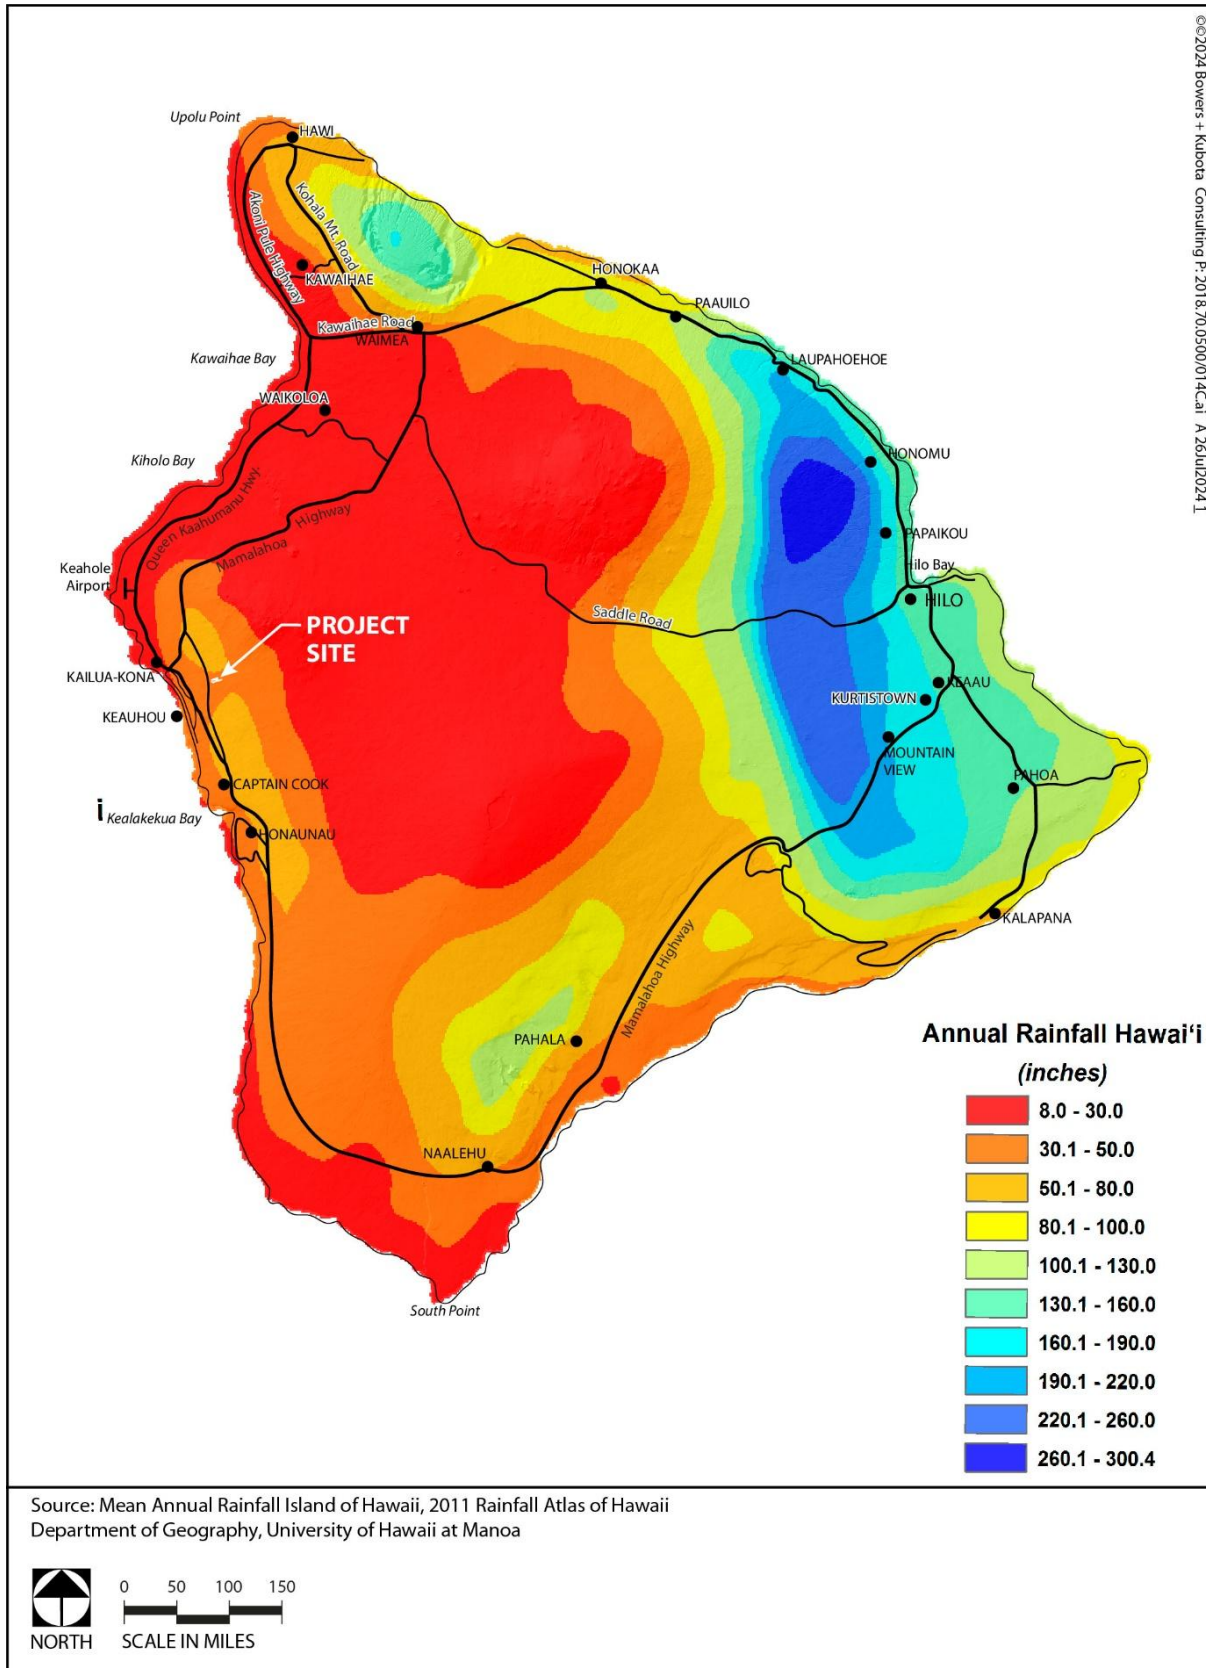 ©©2024 Bowers + Kubota Consulting P: 2018.70.0500/014C.ai A 26Jul2024 1
Upolu Point
HAWI
Akoni Pule Highway
Kohala Mt. Road
KAWAIHAE
HONOKAA
PAAUILO
Kawaihae Road
WAIMEA
Kawaihae Bay
LAUPAHOEHOE
WAIKOLOA
Kiholo Bay
HONOMU
Queen Kaahumanu Hwy.
Mamalahoa Highway
PAPAIKOU
Hilo Bay
Keahole
Airport
HILO
Saddle Road
PROJECT
SITE
KAILUA-KONA
KEAAU
KURTISTOWN
KEAUHOU
MOUNTAIN
VIEW
PAHOA
CAPTAIN COOK
i
Kealakekua Bay
HONAUNAU
KALAPANA
Mamalahoa Highway
PAHALA
NAALEHU
South Point
Annual Rainfall Hawai‘i
(inches)
8.0 - 30.0
30.1 - 50.0
50.1 - 80.0
80.1 - 100.0
100.1 - 130.0
130.1 - 160.0
160.1 - 190.0
190.1 - 220.0
220.1 - 260.0
260.1 - 300.4
Source: Mean Annual Rainfall Island of Hawaii, 2011 Rainfall Atlas of Hawaii
Department of Geography, University of Hawaii at Manoa
0 50 100 150
NORTH SCALE IN MILES